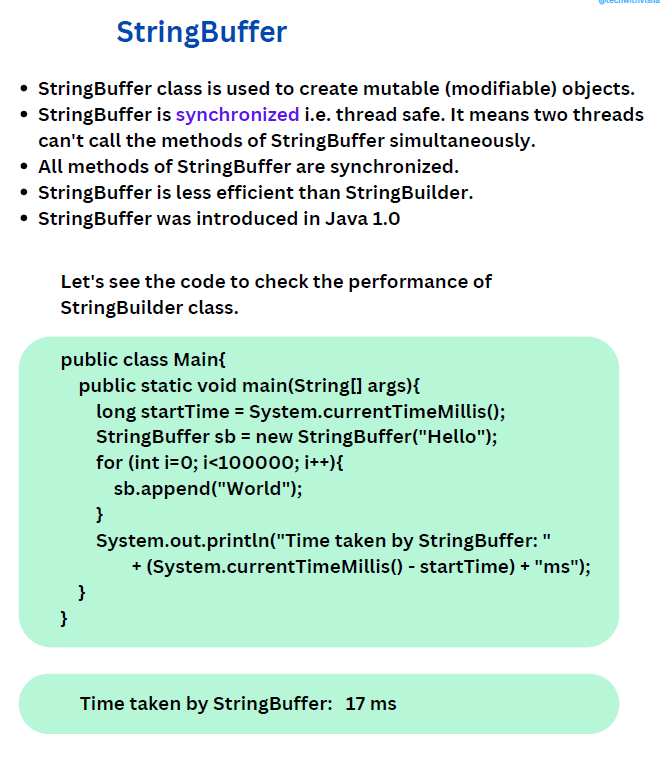 StringBuffer
• StringBuffer class is used to create mutable (modifiable) objects.
• StringBuffer is synchronized i.e. thread safe. It means two threads
can't call the methods of StringBuffer simultaneously.
• All methods of StringBuffer are synchronized.
• StringBuffer is less efficient than StringBuilder.
• StringBuffer was introduced in Java 1.0
Let's see the code to check the performance of
StringBuilder class.
public class Main{
    public static void main(String[] args){
        long startTime = System.currentTimeMillis();
        StringBuffer sb = new StringBuffer("Hello");
        for (int i=0; i<100000; i++){
            sb.append("World");
        }
        System.out.println("Time taken by StringBuffer: "
                + (System.currentTimeMillis() - startTime) + "ms");
    }
}
Time taken by StringBuffer:  17 ms